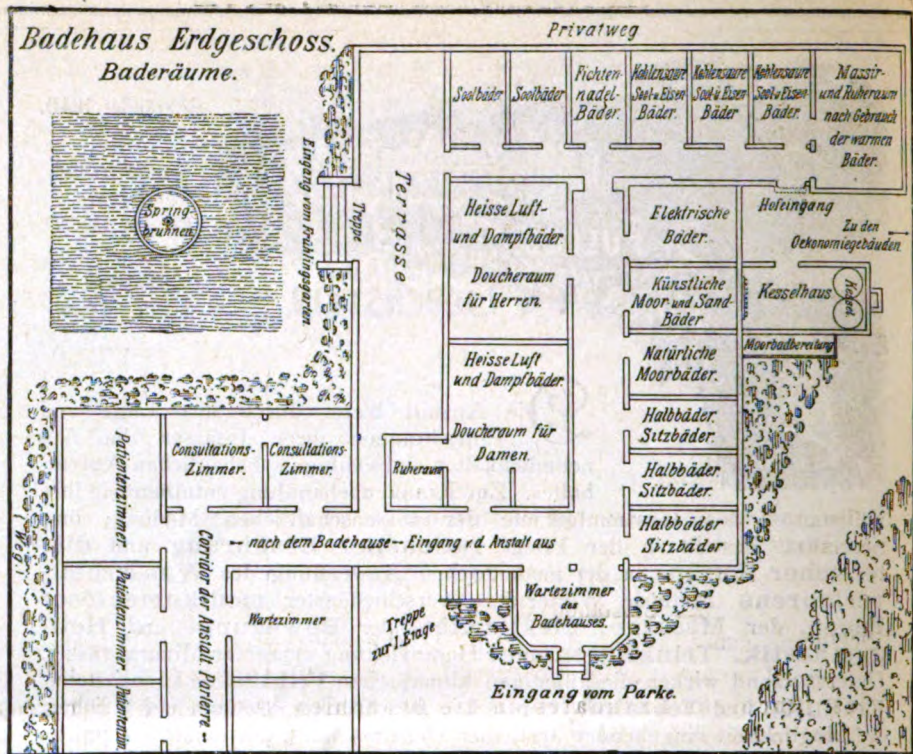 Badehaus Erdgeschoss.
Baderäume.
Privatweg
Soolbäder
Soolbäder
Fichten-
nadel-
Bäder.
Kohlensaure
Sool-u Eisen
Bäder.
Kohlensaure
Sool-ü Eisen
Bäder
Kohlensaure
Sool-u Eisen
Bäder.
Massir-
und Ruheraum
nach Gebrauch
der warmen
Bäder.
Spring-
brunnen.
Eingang vom Frühlingsgarten.
Treppe
Terrasse
Heisse Luft-
und Dampfbäder.
Doucheraum
für Herren.
Elektrische
Bäder.
Hofeingang
Zu den
Oekonomiegebäuden.
Künstliche
Moor und Sand-
Bäder
Kesselhaus
Kessel
Moorbadbereitung
Heisse Luft
und Dampfbäder.
Doucheraum für
Damen.
Natürliche
Moorbäder.
Halbbäder
Sitzbäder.
Halbbäder
Sitzbäder.
Halbbäder
Sitzbäder
Consultations-
Zimmer.
Consultations-
Zimmer
Ruheraum
nach dem Badehause -- Eingang v.d. Anstalt aus
Weg
Patientenzimmer.
Patientenzimmer.
Corridor der Anstalt Parterre
Wartezimmer
Treppe
zur I. Etage
Wartezimmer
des
Badehauses.
Eingang vom Parke.